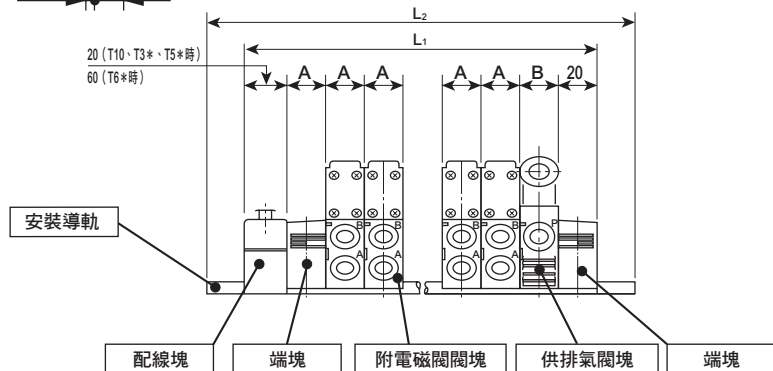 L₂
L₁
20（T10、T3＊、T5＊時）
60（T6＊時）
A A A A A B 20
B B B B P
A A A A
安裝導軌
配線塊 端塊 附電磁閥閥塊 供排氣閥塊 端塊